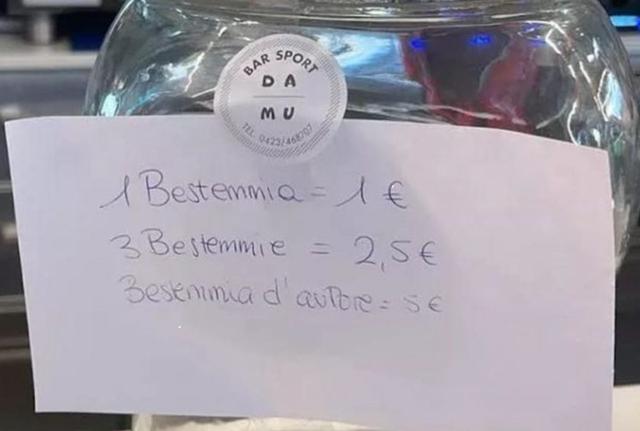 BAR SPORT
DA
MU
TEL. 0423/468707
1 Bestemmia = 1 €
3 Bestemmie = 2,5 €
Bestemmia d'autore = 5 €